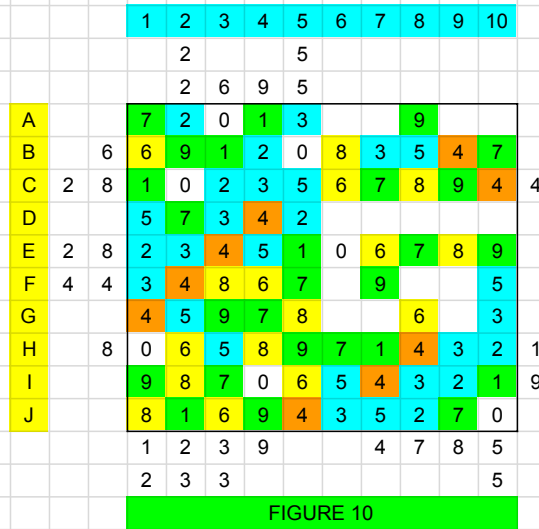 1 2 3 4 5 6 7 8 9 10
2 5
2 6 9 5
A 7 2 0 1 3 9
B 6 6 9 1 2 0 8 3 5 4 7
C 2 8 1 0 2 3 5 6 7 8 9 4 4
D 5 7 3 4 2
E 2 8 2 3 4 5 1 0 6 7 8 9
F 4 4 3 4 8 6 7 9 5
G 4 5 9 7 8 6 3
H 8 0 6 5 8 9 7 1 4 3 2 1
I 9 8 7 0 6 5 4 3 2 1 9
J 8 1 6 9 4 3 5 2 7 0
1 2 3 9 4 7 8 5
2 3 3 5
FIGURE 10